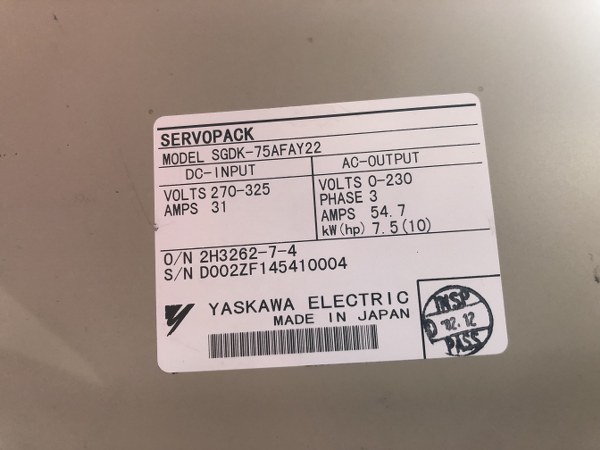 SERVOPACK
MODEL SGDK-75AFAY22
DC-INPUT
VOLTS 270-325
AMPS 31
AC-OUTPUT
VOLTS 0-230
PHASE 3
AMPS 54.7
kW(hp) 7.5(10)
O/N 2H3262-7-4
S/N D002ZF145410004
YASKAWA ELECTRIC
MADE IN JAPAN
INSP
D '02.12
PASS